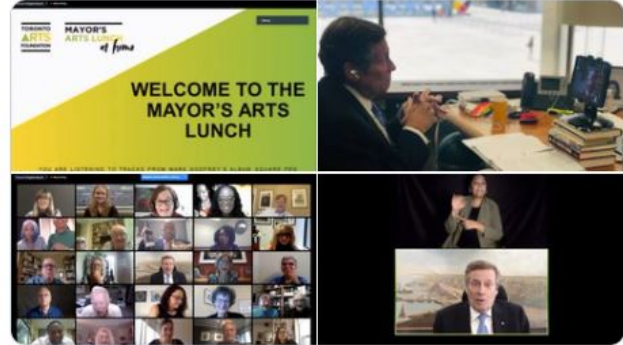 TORONTO
ARTS
FOUNDATION
MAYOR'S
ARTS LUNCH
at home
WELCOME TO THE
MAYOR'S ARTS
LUNCH
YOU ARE LISTENING TO TRACKS FROM MARK GODFREY'S ALBUM SQUARE PEG